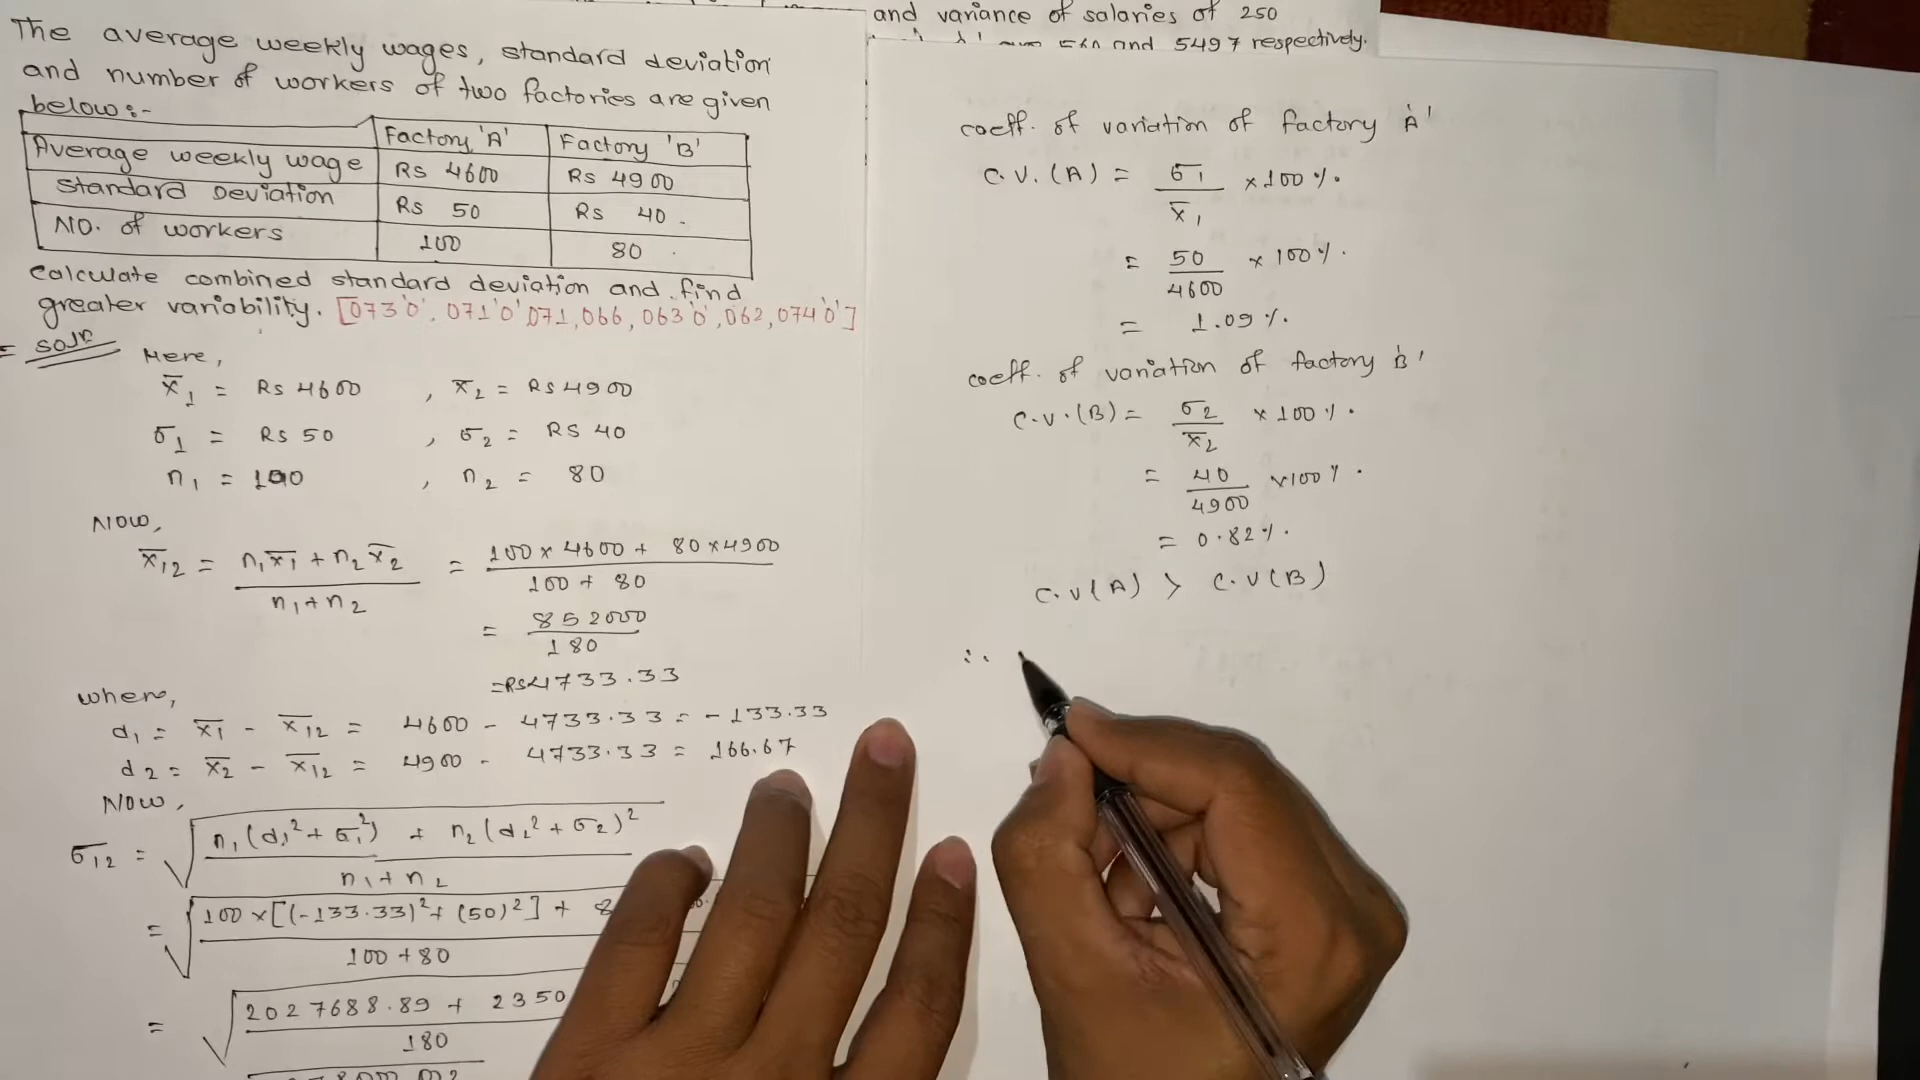 and variance of salaries of 250
and 5497 respectively.
The average weekly wages, standard deviation
and number of workers of two factories are given
below:-
Factory 'A' Factory 'B'
Average weekly wage Rs 4600 Rs 4900
Standard Deviation Rs 50 Rs 40
NO. of workers 100 80
calculate combined standard deviation and find
greater variability. [073'0', 071'0' 071, 066, 063'0', 062, 074'0']
= Soln
Here,
x̄₁ = Rs 4600 , x̄₂ = Rs 4900
σ₁ = Rs 50 , σ₂ = Rs 40
n₁ = 100 , n₂ = 80
Now,
x̄₁₂ = n₁x̄₁ + n₂x̄₂ / n₁+n₂ = 100 × 4600 + 80 × 4900 / 100 + 80
= 852000 / 180
= Rs 4733.33
where,
d₁ = x̄₁ - x̄₁₂ = 4600 - 4733.33 = -133.33
d₂ = x̄₂ - x̄₁₂ = 4900 - 4733.33 = 166.67
Now,
σ₁₂ = √ n₁(d₁² + σ₁²) + n₂(d₂² + σ₂)² / n₁+n₂
= √ 100 × [(-133.33)² + (50)²] + 8 / 100 + 80
= √ 2027688.89 + 2350 / 180
coeff. of variation of factory 'A'
C.V.(A) = σ₁ / x̄₁ × 100 %.
= 50 / 4600 × 100 %.
= 1.09 %.
coeff. of variation of factory 'B'
C.V.(B) = σ₂ / x̄₂ × 100 %.
= 40 / 4900 × 100 %.
= 0.82 %.
C.V(A) > C.V(B)
∴